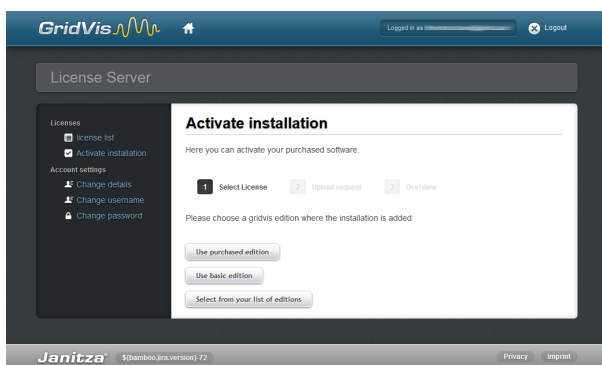 GridVis
Logged in as
Logout
License Server
Licenses
license list
Activate installation
Account settings
Change details
Change username
Change password
Activate installation
Here you can activate your purchased software.
1 Select License 2 Upload request 3 Overview
Please choose a gridvis edition where the installation is added:
Use purchased edition
Use basic edition
Select from your list of editions
Janitza® $(bamboo.jira.version)-72
Privacy Imprint